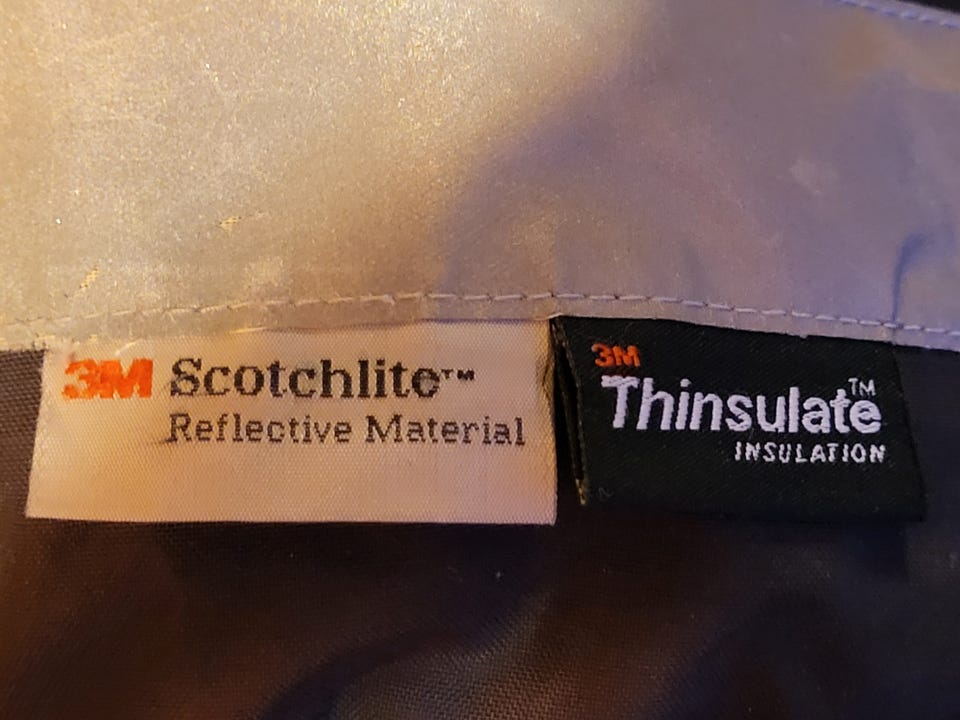 3M Scotchlite™
Reflective Material
3M
Thinsulate™
INSULATION